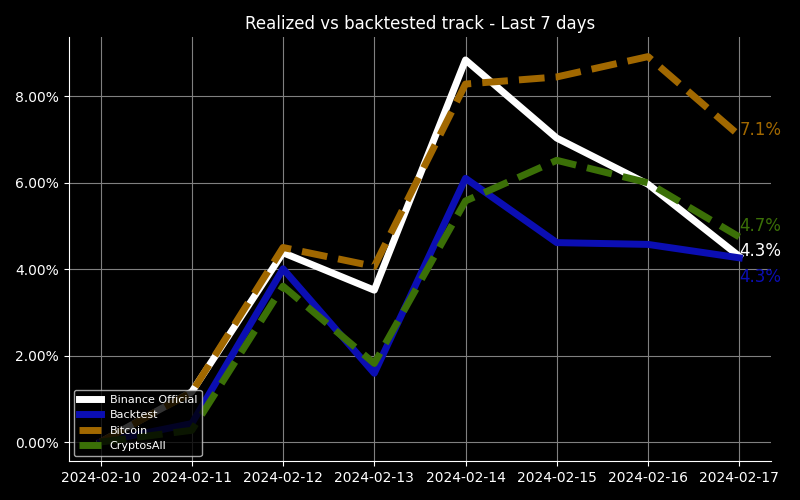 Realized vs backtested track - Last 7 days
8.00%
6.00%
4.00%
2.00%
0.00%
7.1%
4.7%
4.3%
4.3%
Binance Official
Backtest
Bitcoin
CryptosAll
2024-02-10 2024-02-11 2024-02-12 2024-02-13 2024-02-14 2024-02-15 2024-02-16 2024-02-17